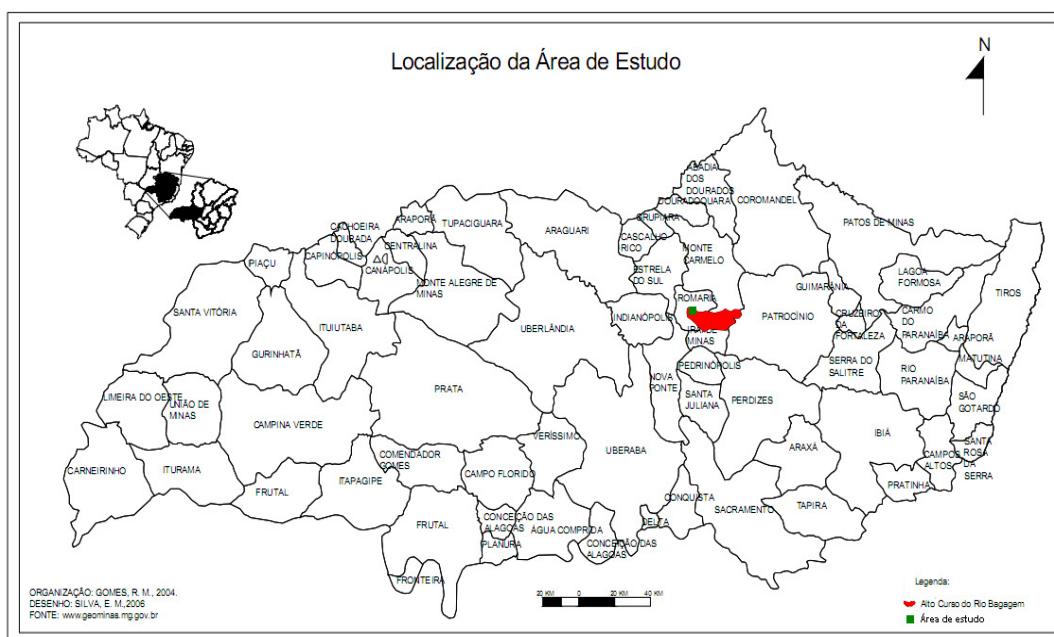 Localização da Área de Estudo
N
ABADIA
DOS
DOURADOS
DOURADOQUARA
COROMANDEL
GRUPIARA
PATOS DE MINAS
ARAPORÃ
TUPACIGUARA
CACHOEIRA
DOURADA
ARAGUARI
CASCALHO
RICO
MONTE
CARMELO
CENTRALINA
PIAÇU
CAPINÓPOLIS
CANÁPOLIS
ESTRELA
DO SUL
LAGOA
FORMOSA
MONTE ALEGRE DE
MINAS
GUIMARÂNIA
TIROS
ROMARIA
SANTA VITÓRIA
ITUIUTABA
UBERLÂNDIA
INDIANÓPOLIS
PATROCÍNIO
CRUZEIRO
DA
FORTALEZA
CARMO
DO
PARANAÍBA
IRAÍ DE
MINAS
ARAPORÃ
MATUTINA
GURINHATÃ
PEDRINÓPOLIS
SERRA DO
SALITRE
RIO
PARANAÍBA
PRATA
NOVA
PONTE
SANTA
JULIANA
PERDIZES
LIMEIRA DO OESTE
UNIÃO DE
MINAS
SÃO
GOTARDO
CAMPINA VERDE
VERÍSSIMO
IBIÁ
UBERABA
ARAXÁ
SANTA
ROSA
DA
SERRA
CAMPOS
ALTOS
COMENDADOR
GOMES
CARNEIRINHO
ITURAMA
CAMPO FLORIDO
ITAPAGIPE
PRATINHA
FRUTAL
CONQUISTA
SACRAMENTO
TAPIRA
CONCEIÇÃO DAS
ALAGOAS
ÁGUA COMPRIDA
DELTA
FRUTAL
PLANURA
CONCEIÇÃO DAS
ALAGOAS
FRONTEIRA
Legenda:
ORGANIZAÇÃO: GOMES, R. M., 2004.
DESENHO: SILVA, E. M.,2006
FONTE: www.geominas.mg.gov.br
20 KM 0 20 KM 40 KM
Alto Curso do Rio Bagagem
Área de estudo